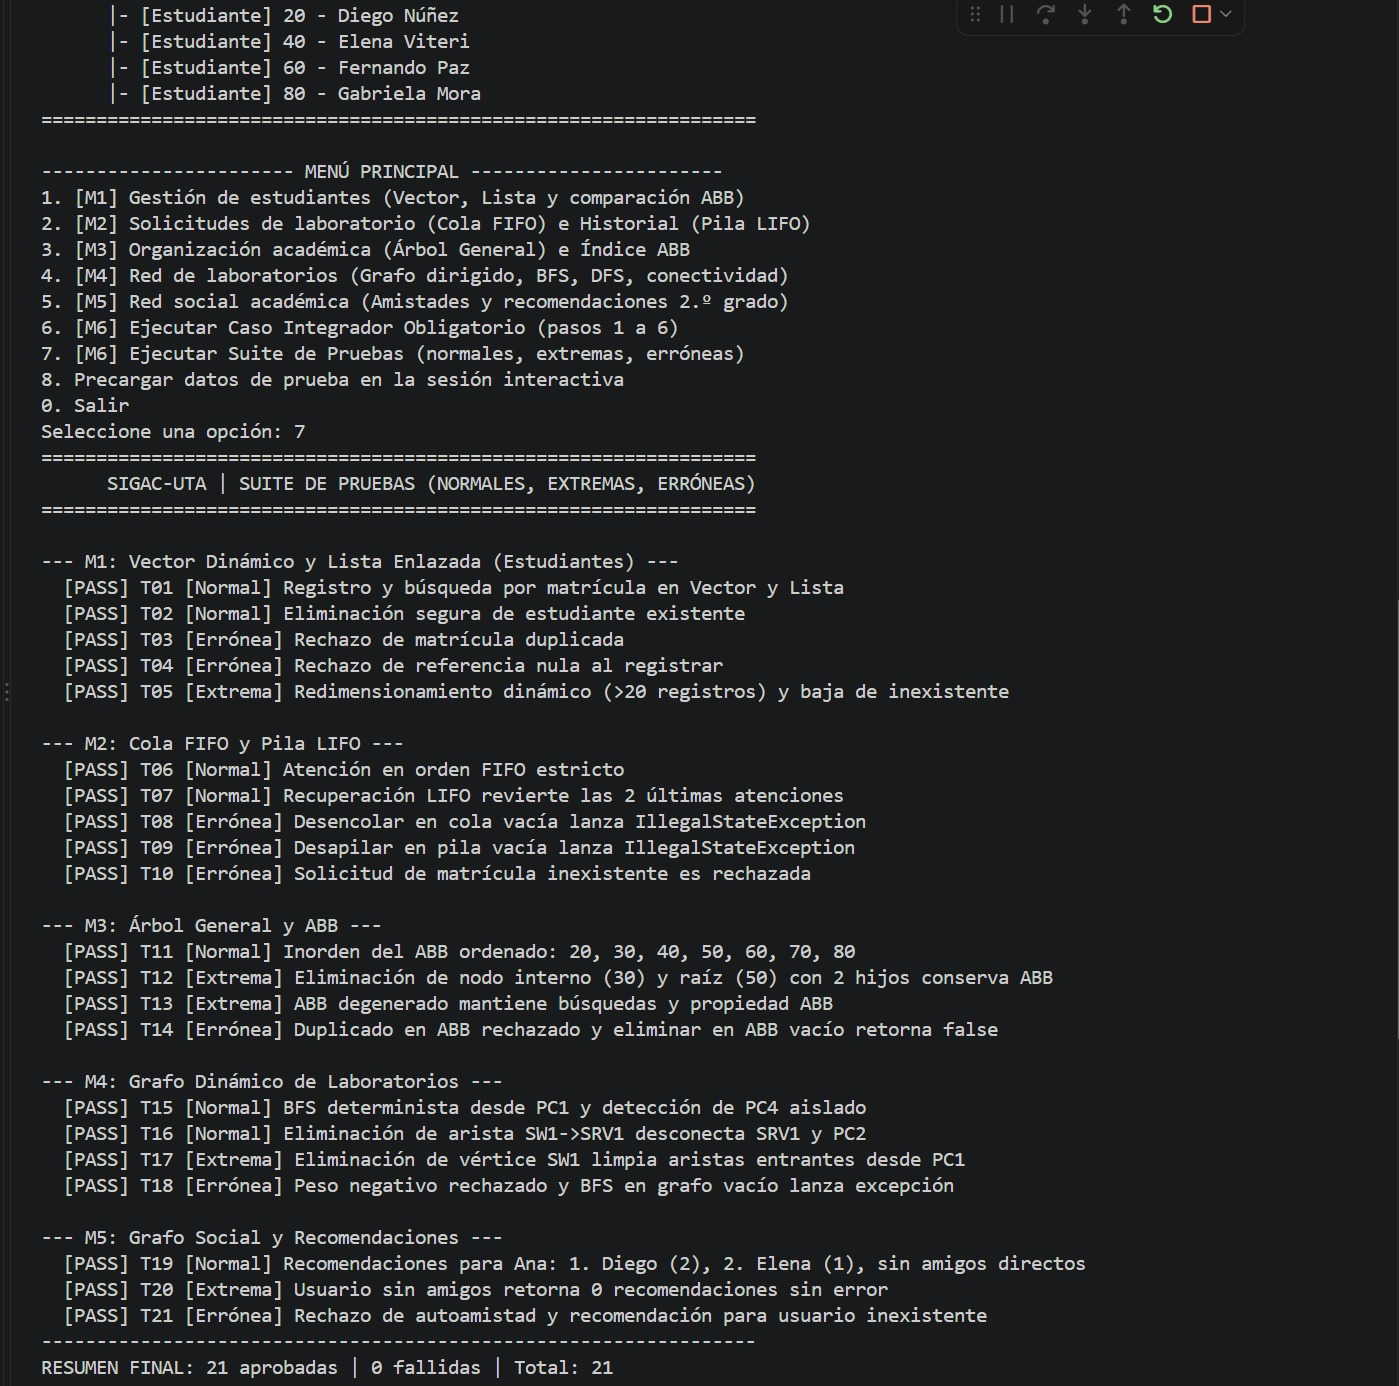 |- [Estudiante] 20 - Diego Núñez
|- [Estudiante] 40 - Elena Viteri
|- [Estudiante] 60 - Fernando Paz
|- [Estudiante] 80 - Gabriela Mora
=================================================================
----------------------- MENÚ PRINCIPAL -----------------------
1. [M1] Gestión de estudiantes (Vector, Lista y comparación ABB)
2. [M2] Solicitudes de laboratorio (Cola FIFO) e Historial (Pila LIFO)
3. [M3] Organización académica (Árbol General) e Índice ABB
4. [M4] Red de laboratorios (Grafo dirigido, BFS, DFS, conectividad)
5. [M5] Red social académica (Amistades y recomendaciones 2.º grado)
6. [M6] Ejecutar Caso Integrador Obligatorio (pasos 1 a 6)
7. [M6] Ejecutar Suite de Pruebas (normales, extremas, erróneas)
8. Precargar datos de prueba en la sesión interactiva
0. Salir
Seleccione una opción: 7
=================================================================
SIGAC-UTA | SUITE DE PRUEBAS (NORMALES, EXTREMAS, ERRÓNEAS)
=================================================================
--- M1: Vector Dinámico y Lista Enlazada (Estudiantes) ---
[PASS] T01 [Normal] Registro y búsqueda por matrícula en Vector y Lista
[PASS] T02 [Normal] Eliminación segura de estudiante existente
[PASS] T03 [Errónea] Rechazo de matrícula duplicada
[PASS] T04 [Errónea] Rechazo de referencia nula al registrar
[PASS] T05 [Extrema] Redimensionamiento dinámico (>20 registros) y baja de inexistente
--- M2: Cola FIFO y Pila LIFO ---
[PASS] T06 [Normal] Atención en orden FIFO estricto
[PASS] T07 [Normal] Recuperación LIFO revierte las 2 últimas atenciones
[PASS] T08 [Errónea] Desencolar en cola vacía lanza IllegalStateException
[PASS] T09 [Errónea] Desapilar en pila vacía lanza IllegalStateException
[PASS] T10 [Errónea] Solicitud de matrícula inexistente es rechazada
--- M3: Árbol General y ABB ---
[PASS] T11 [Normal] Inorden del ABB ordenado: 20, 30, 40, 50, 60, 70, 80
[PASS] T12 [Extrema] Eliminación de nodo interno (30) y raíz (50) con 2 hijos conserva ABB
[PASS] T13 [Extrema] ABB degenerado mantiene búsquedas y propiedad ABB
[PASS] T14 [Errónea] Duplicado en ABB rechazado y eliminar en ABB vacío retorna false
--- M4: Grafo Dinámico de Laboratorios ---
[PASS] T15 [Normal] BFS determinista desde PC1 y detección de PC4 aislado
[PASS] T16 [Normal] Eliminación de arista SW1->SRV1 desconecta SRV1 y PC2
[PASS] T17 [Extrema] Eliminación de vértice SW1 limpia aristas entrantes desde PC1
[PASS] T18 [Errónea] Peso negativo rechazado y BFS en grafo vacío lanza excepción
--- M5: Grafo Social y Recomendaciones ---
[PASS] T19 [Normal] Recomendaciones para Ana: 1. Diego (2), 2. Elena (1), sin amigos directos
[PASS] T20 [Extrema] Usuario sin amigos retorna 0 recomendaciones sin error
[PASS] T21 [Errónea] Rechazo de autoamistad y recomendación para usuario inexistente
-----------------------------------------------------------------
RESUMEN FINAL: 21 aprobadas | 0 fallidas | Total: 21